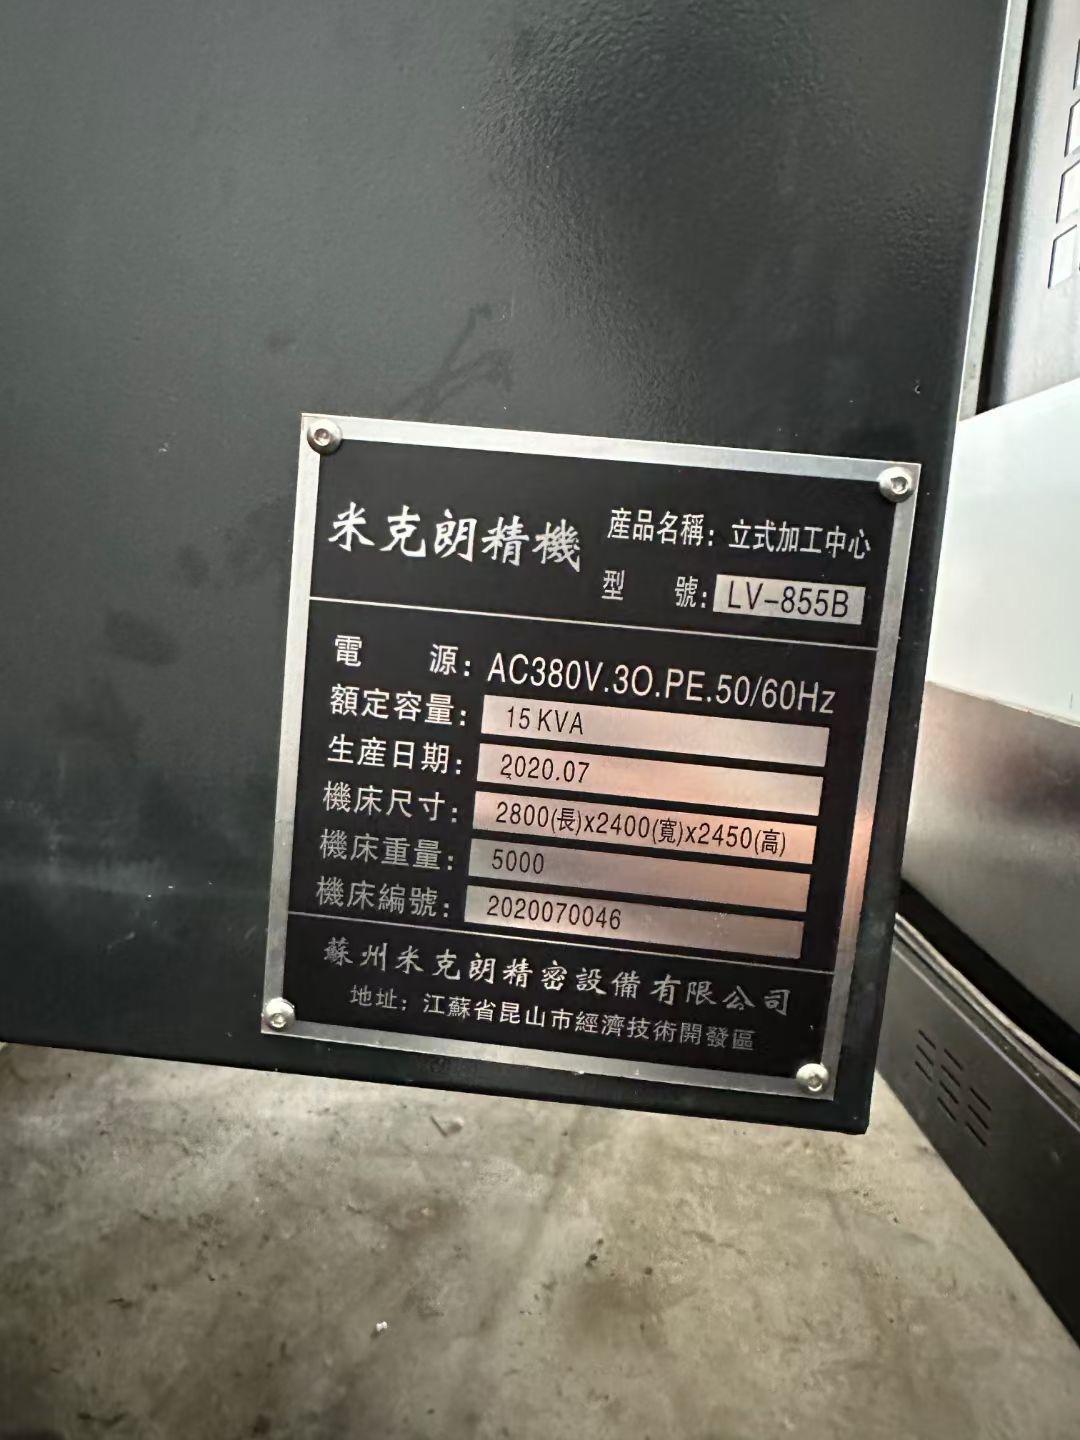 米克朗精機
産品名稱：立式加工中心
型 號：LV-855B
電 源：AC380V.3O.PE.50/60Hz
額定容量：15KVA
生産日期：2020.07
機床尺寸：2800(長)x2400(寬)x2450(高)
機床重量：5000
機床編號：2020070046
蘇州米克朗精密設備有限公司
地址：江蘇省昆山市經濟技術開發區